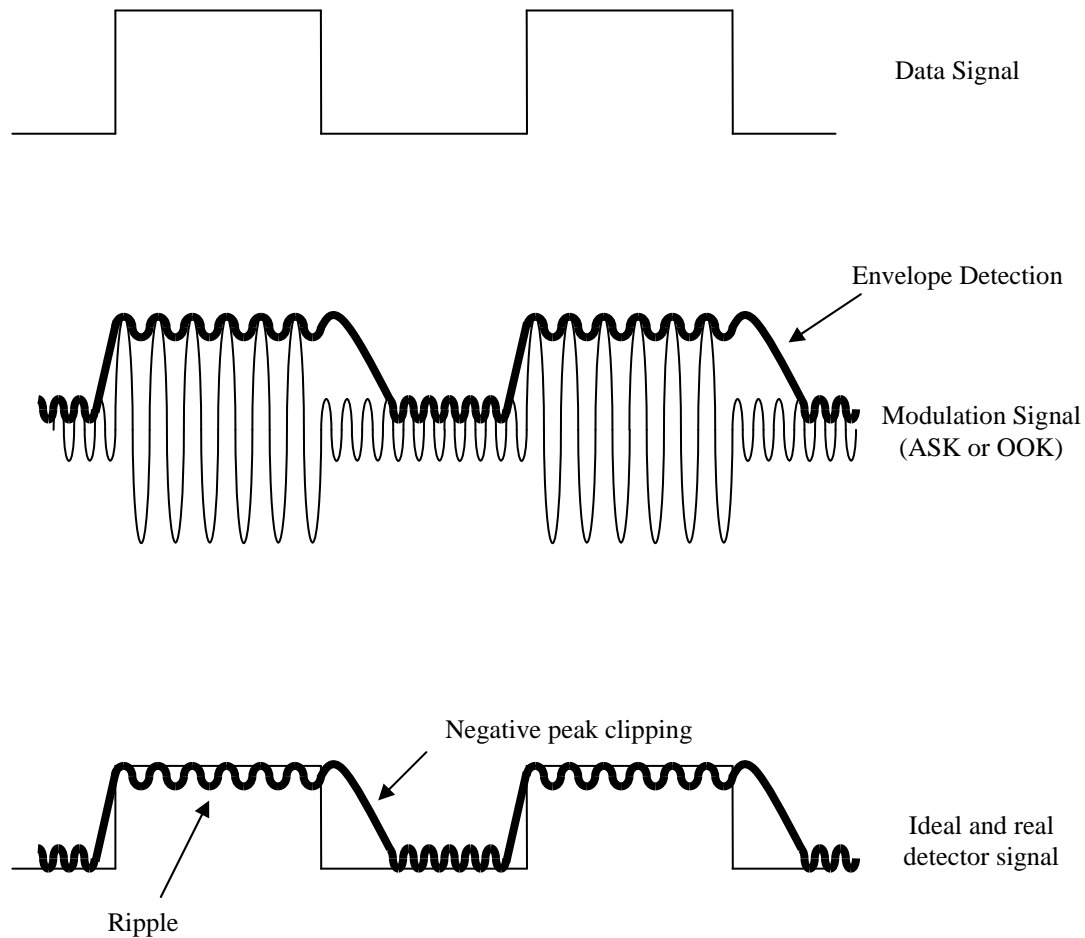 Data Signal
Envelope Detection
Modulation Signal
(ASK or OOK)
Negative peak clipping
Ideal and real
detector signal
Ripple